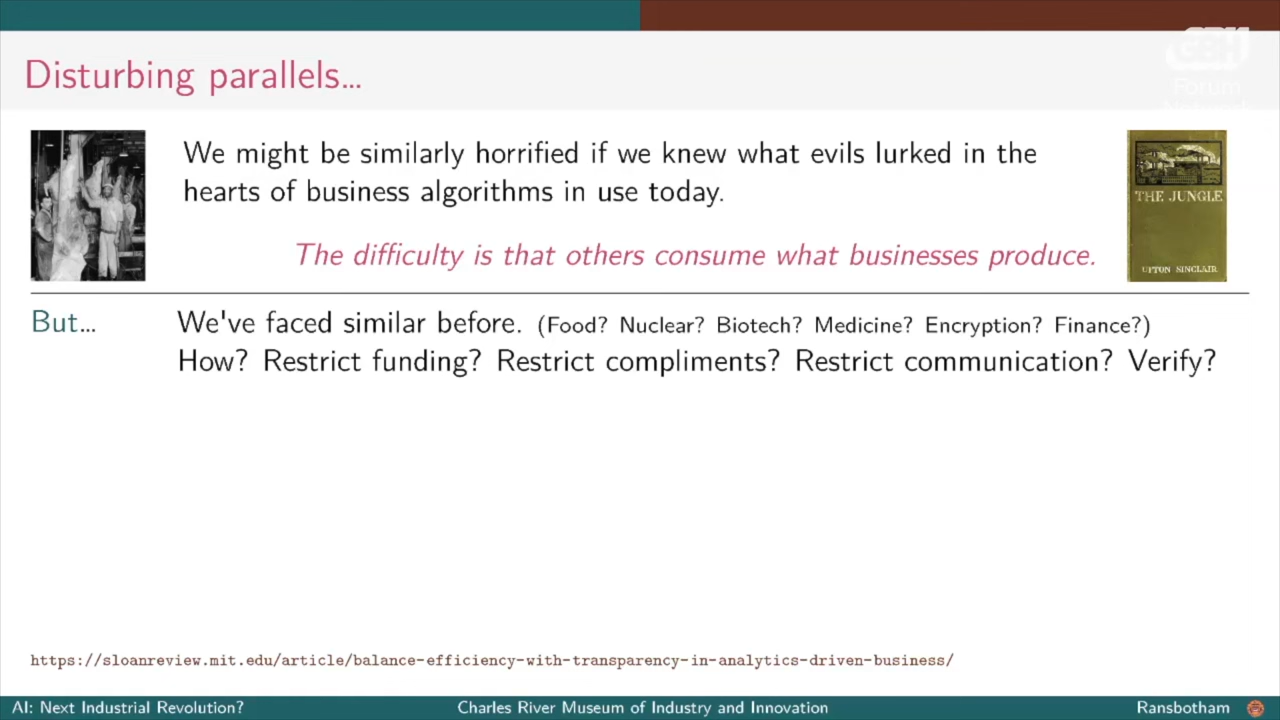 Disturbing parallels...
GBH
Forum
Network
We might be similarly horrified if we knew what evils lurked in the
hearts of business algorithms in use today.
The difficulty is that others consume what businesses produce.
THE JUNGLE
UPTON SINCLAIR
But... We've faced similar before. (Food? Nuclear? Biotech? Medicine? Encryption? Finance?)
How? Restrict funding? Restrict compliments? Restrict communication? Verify?
https://sloanreview.mit.edu/article/balance-efficiency-with-transparency-in-analytics-driven-business/
AI: Next Industrial Revolution? Charles River Museum of Industry and Innovation Ransbotham